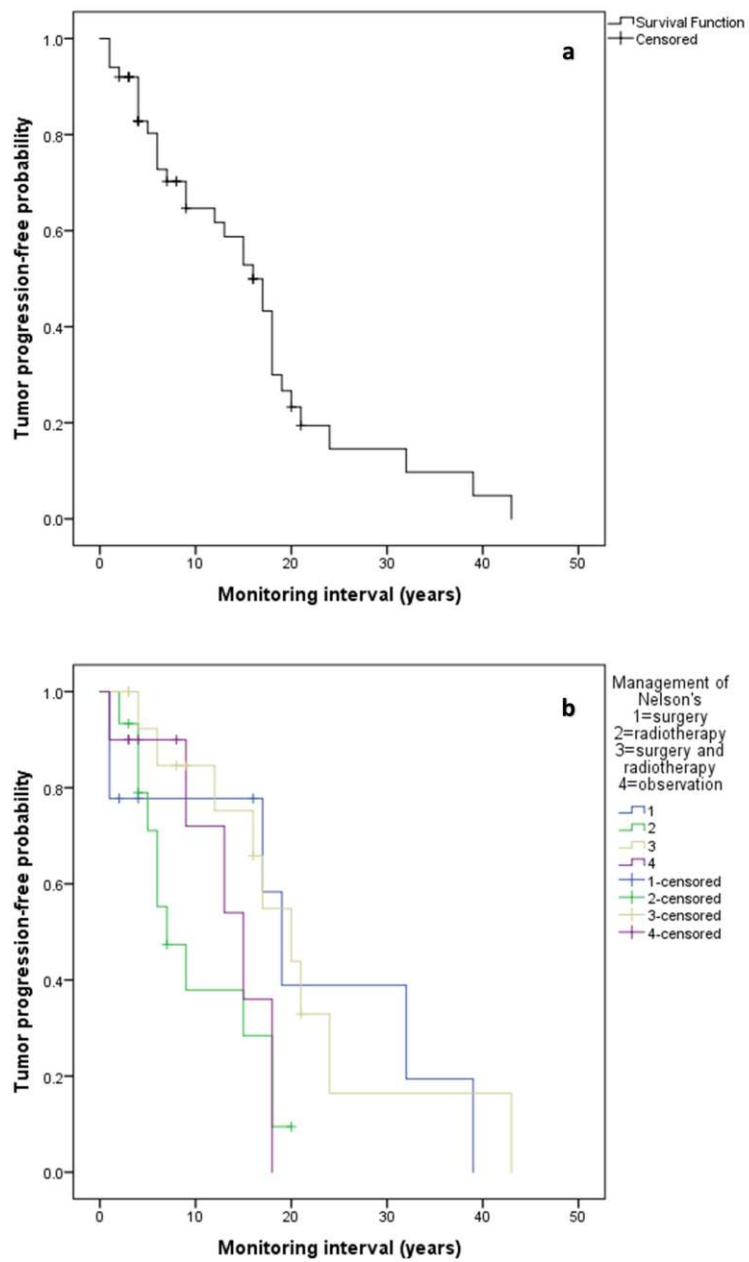 Survival Function
Censored
a
Tumor progression-free probability
1.0
0.8
0.6
0.4
0.2
0.0
0 10 20 30 40 50
Monitoring interval (years)
b
Management of
Nelson's
1=surgery
2=radiotherapy
3=surgery and
radiotherapy
4=observation
1
2
3
4
1-censored
2-censored
3-censored
4-censored
Tumor progression-free probability
1.0
0.8
0.6
0.4
0.2
0.0
0 10 20 30 40 50
Monitoring interval (years)